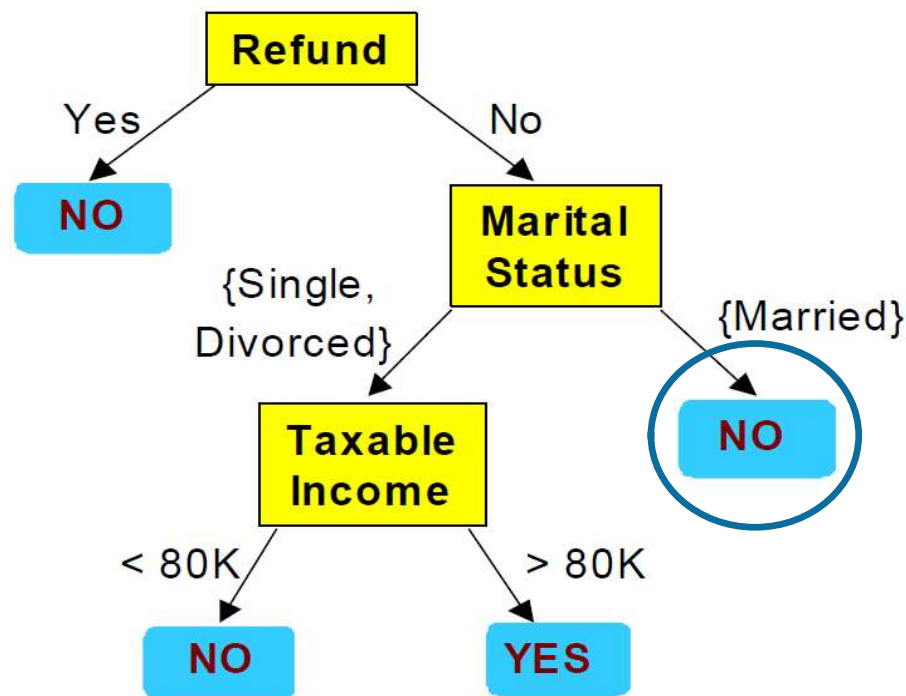 Refund
Yes
No
NO
Marital
Status
{Single,
Divorced}
{Married}
Taxable
Income
NO
< 80K
> 80K
NO
YES